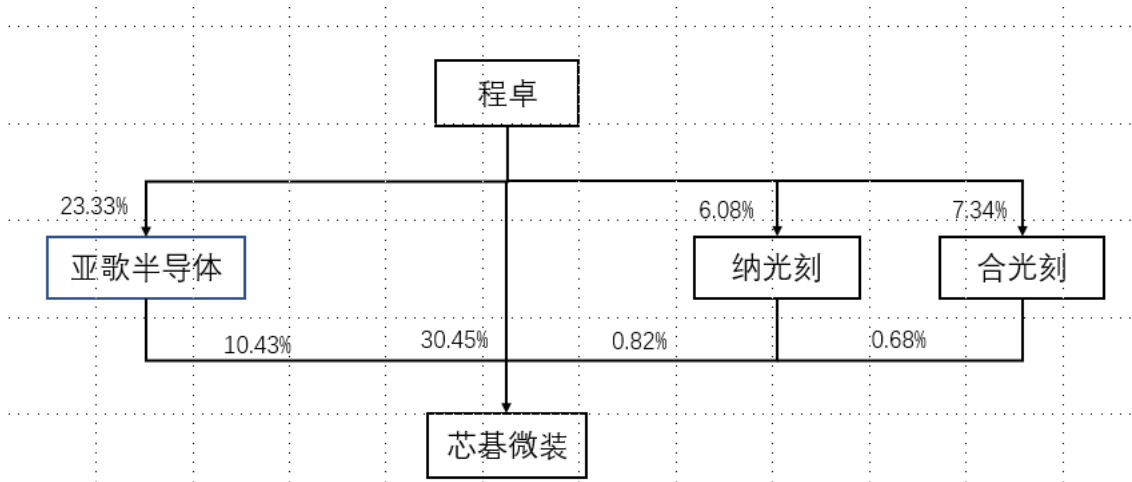 程卓
23.33%
6.08%
7.34%
亚歌半导体
纳光刻
合光刻
10.43%
30.45%
0.82%
0.68%
芯碁微装